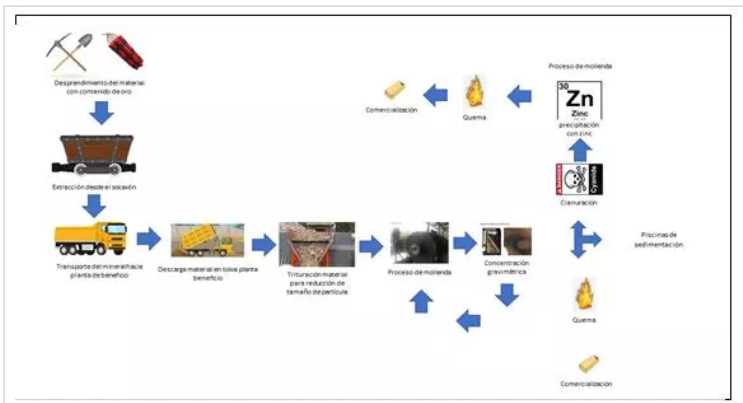 Desprendimiento del material
con contenido de oro
Extracción desde el socavón
Transporte del mineral hacia
planta de beneficio
Descarga material en tolva planta
beneficio
Trituración material
para reducción de
tamaño de partícula
Proceso de molienda
Concentración
gravimétrica
Proceso de molienda
30
Zn
Zinc
precipitación
con zinc
Quema
Comercialización
DANGER
Cyanide
Cianuración
Piscinas de
sedimentación
Quema
Comercialización